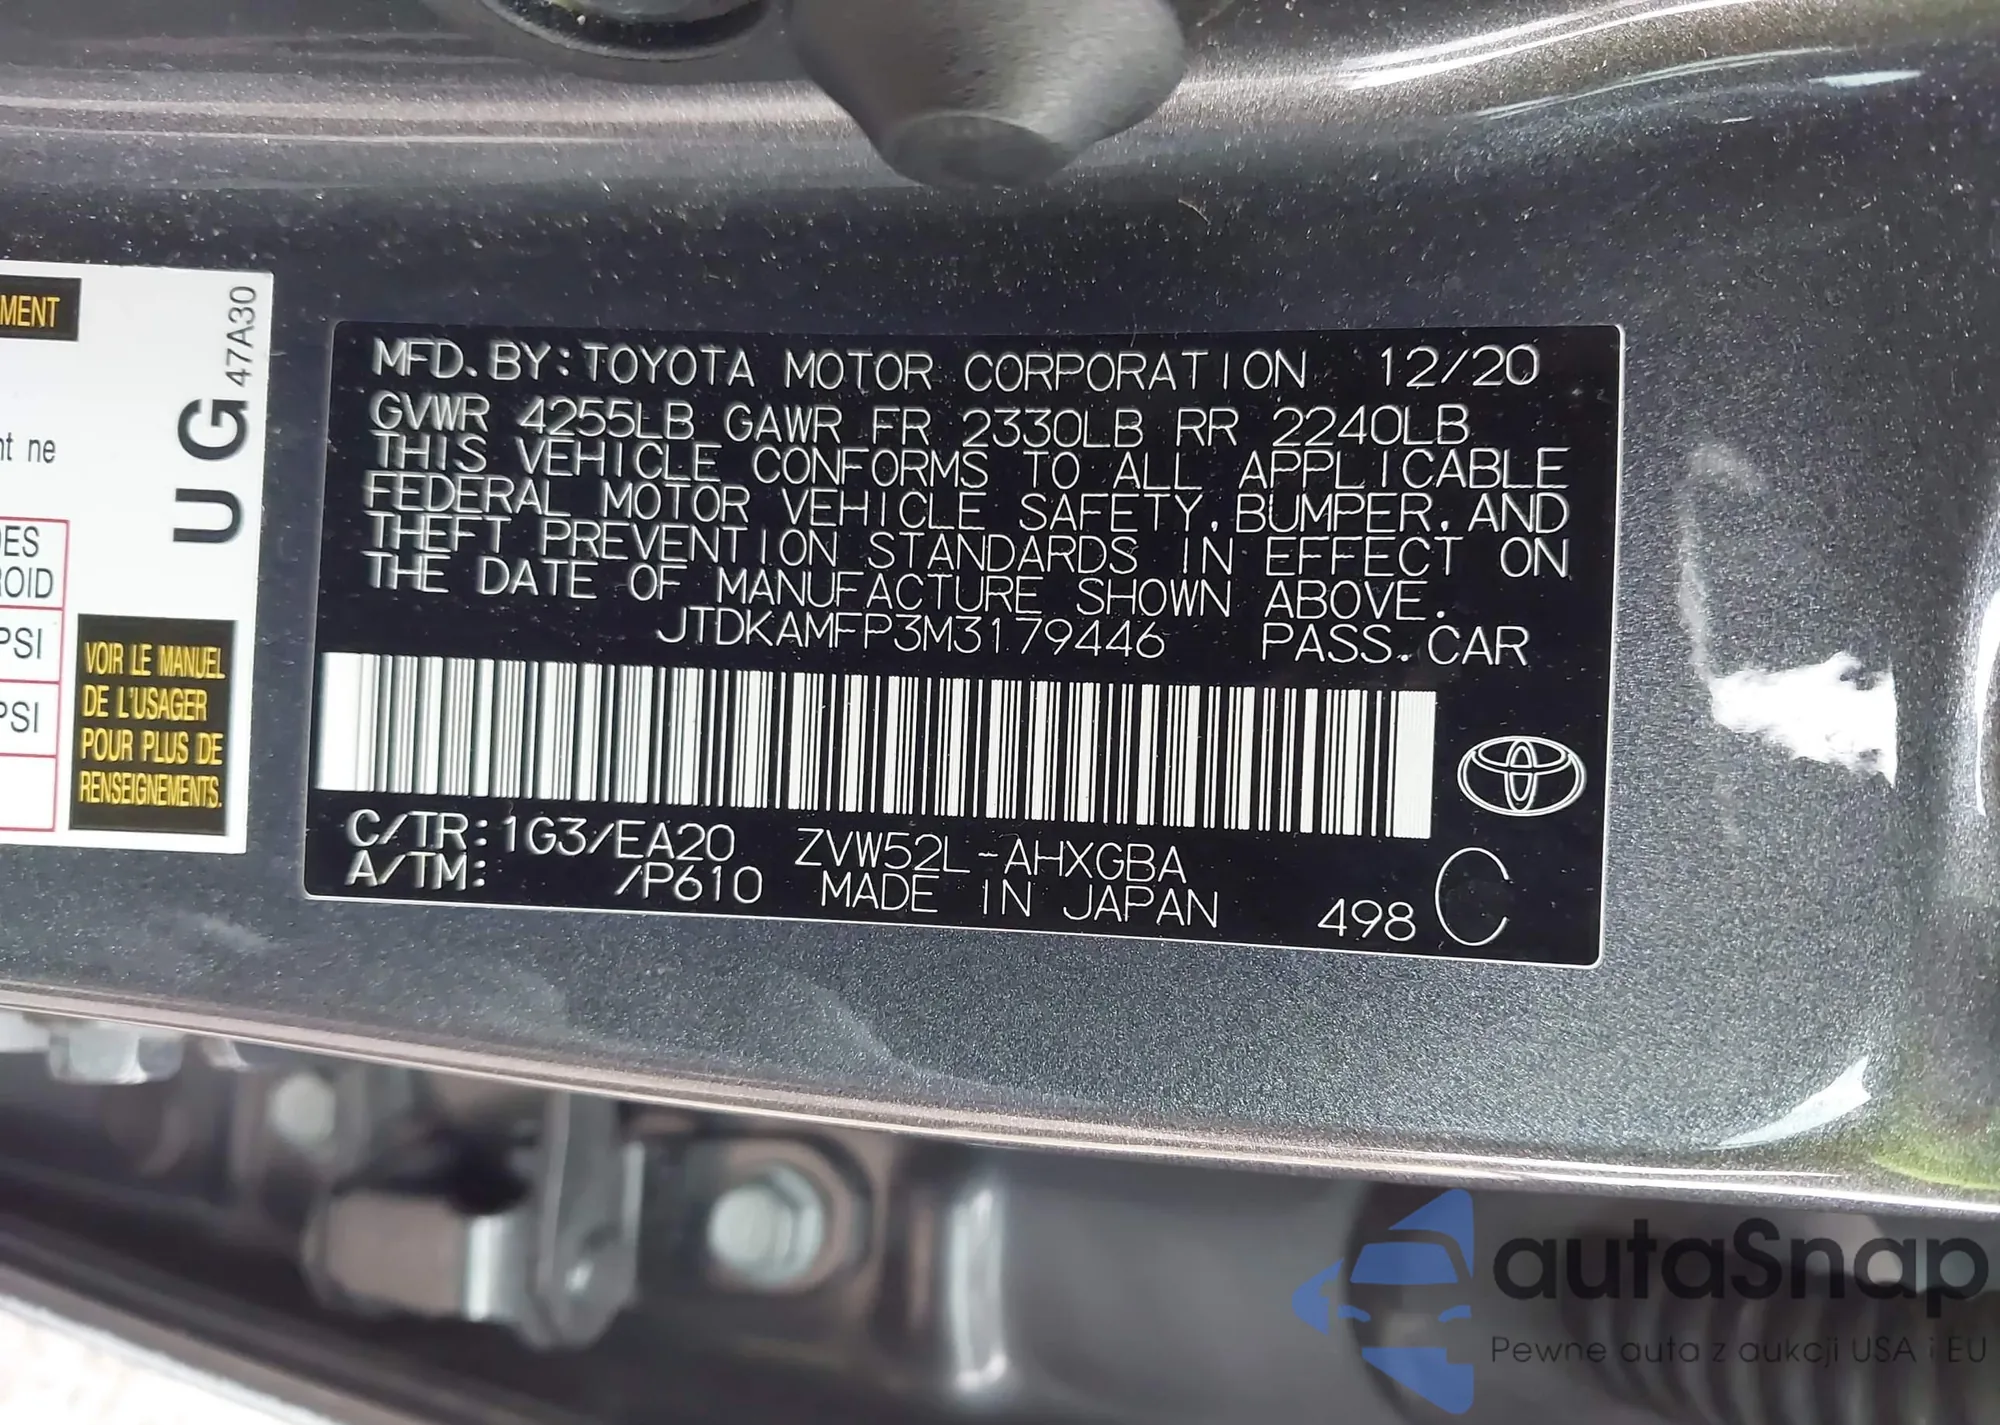 MENT
47A30
UG
nt ne
DES
ROID
PSI
PSI
VOIR LE MANUEL
DE L'USAGER
POUR PLUS DE
RENSEIGNEMENTS.
MFD. BY: TOYOTA MOTOR CORPORATION 12/20
GVWR 4255LB GAWR FR 2330LB RR 2240LB
THIS VEHICLE CONFORMS TO ALL APPLICABLE
FEDERAL MOTOR VEHICLE SAFETY, BUMPER, AND
THEFT PREVENTION STANDARDS IN EFFECT ON
THE DATE OF MANUFACTURE SHOWN ABOVE.
JTDKAMFP3M3179446 PASS. CAR
C/TR: 1G3/EA20 ZVW52L-AHXGBA
A/TM: /P610 MADE IN JAPAN 498 C
autaSnap
Pewne auta z aukcji USA i EU